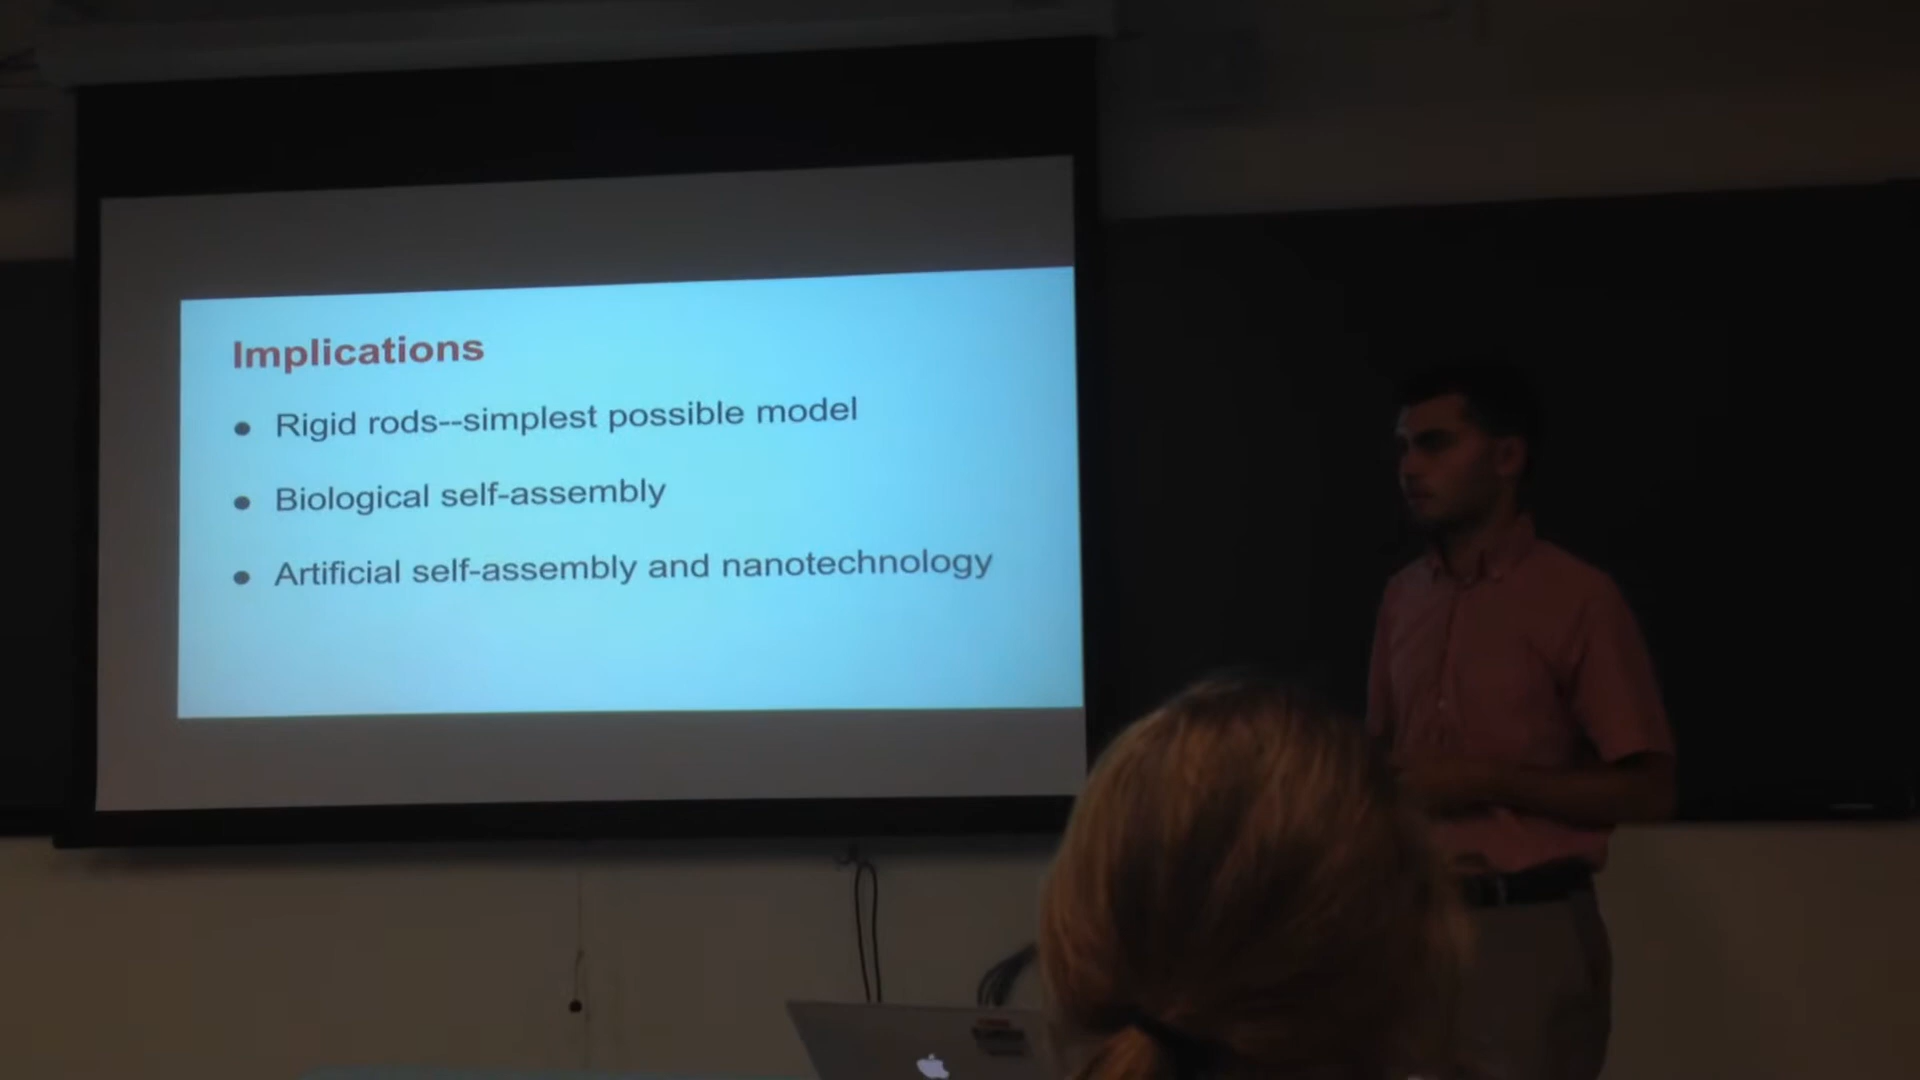 Implications
● Rigid rods--simplest possible model
● Biological self-assembly
● Artificial self-assembly and nanotechnology